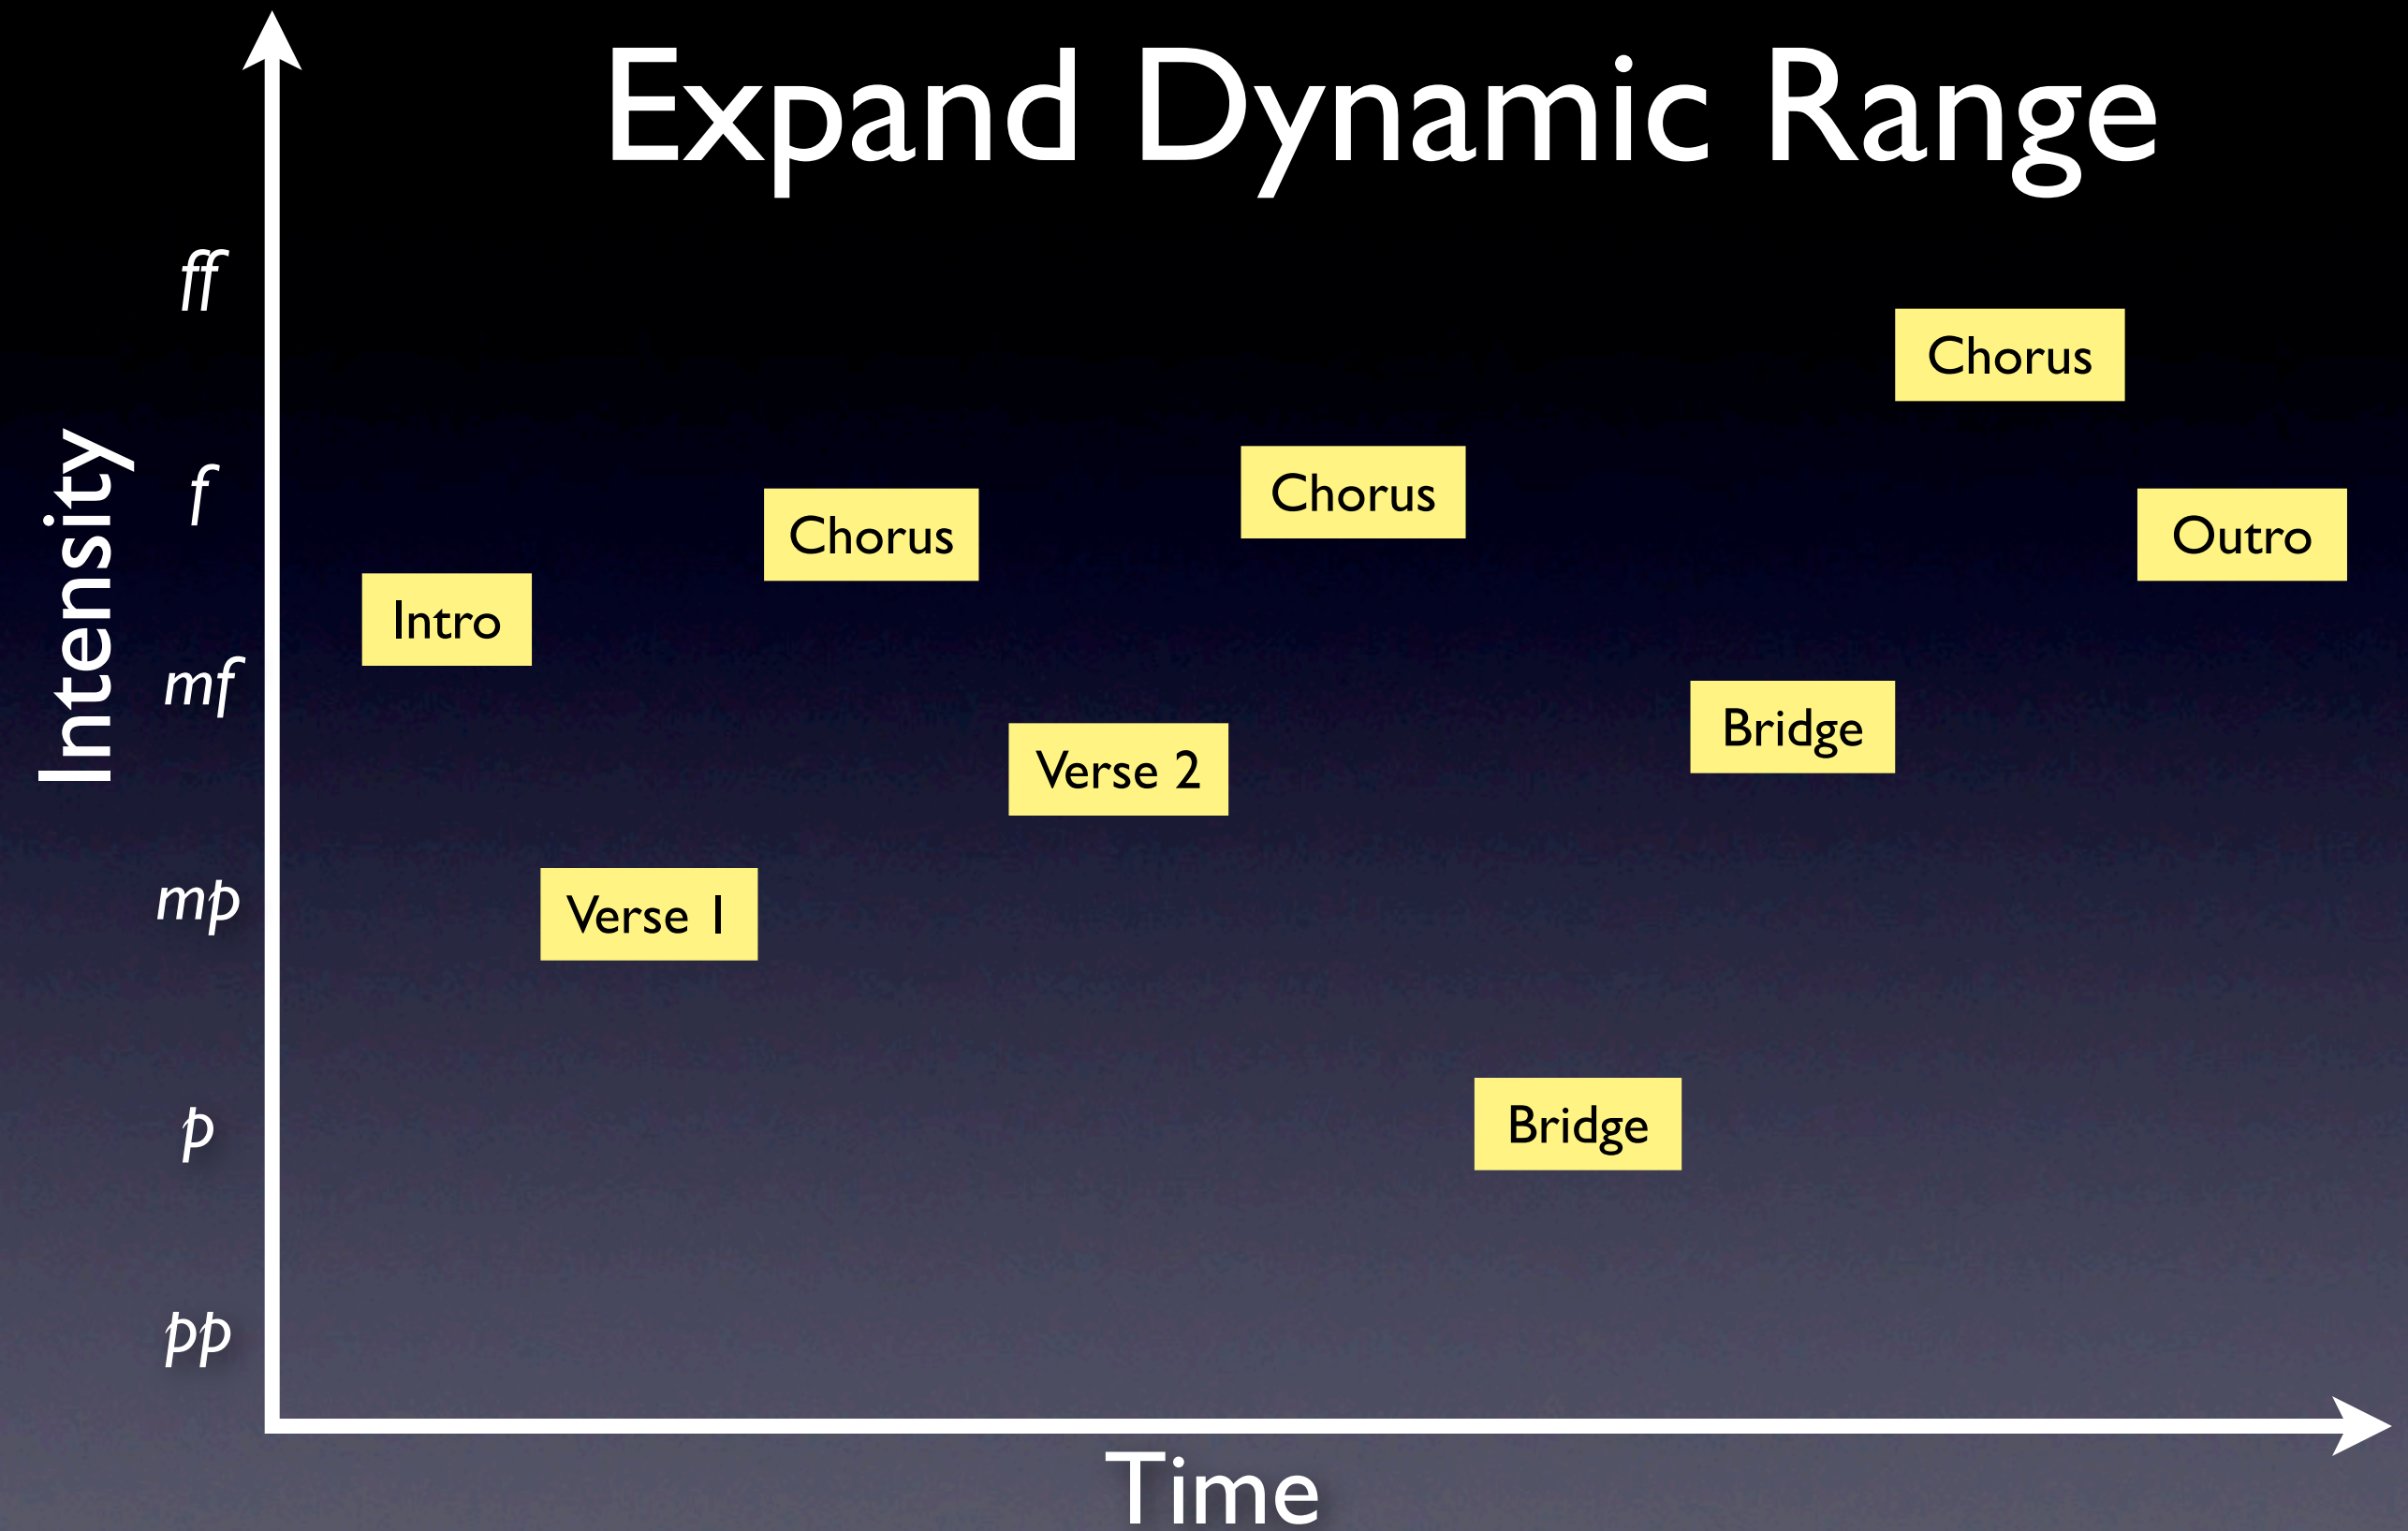 Expand Dynamic Range
ff
Chorus
Intensity
f
Chorus
Chorus
Outro
Intro
mf
Bridge
Verse 2
mp
Verse 1
p
Bridge
pp
Time